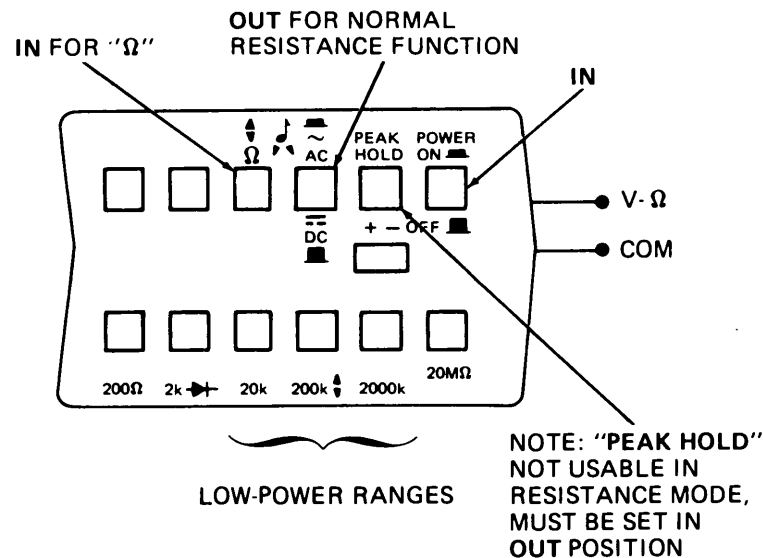 OUT FOR NORMAL
RESISTANCE FUNCTION
IN FOR "Ω"
IN
Ω
~
AC
PEAK
HOLD
POWER
ON
DC
+ - OFF
V-Ω
COM
200Ω 2k 20k 200k 2000k 20MΩ
LOW-POWER RANGES
NOTE: "PEAK HOLD"
NOT USABLE IN
RESISTANCE MODE,
MUST BE SET IN
OUT POSITION